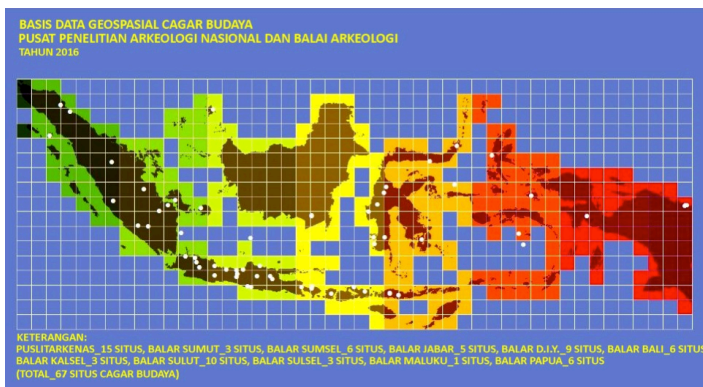 BASIS DATA GEOSPASIAL CAGAR BUDAYA
PUSAT PENELITIAN ARKEOLOGI NASIONAL DAN BALAI ARKEOLOGI
TAHUN 2016
KETERANGAN:
PUSLITARKENAS_15 SITUS, BALAR SUMUT_3 SITUS, BALAR SUMSEL_6 SITUS, BALAR JABAR_5 SITUS, BALAR D.I.Y._9 SITUS, BALAR BALI_6 SITUS
BALAR KALSEL_3 SITUS, BALAR SULUT_10 SITUS, BALAR SULSEL_3 SITUS, BALAR MALUKU_1 SITUS, BALAR PAPUA_6 SITUS
(TOTAL_67 SITUS CAGAR BUDAYA)